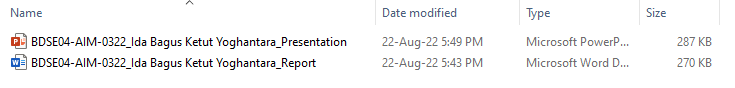 Name Date modified Type Size
BDSE04-AIM-0322_Ida Bagus Ketut Yoghantara_Presentation 22-Aug-22 5:49 PM Microsoft PowerP... 287 KB
BDSE04-AIM-0322_Ida Bagus Ketut Yoghantara_Report 22-Aug-22 5:43 PM Microsoft Word D... 270 KB